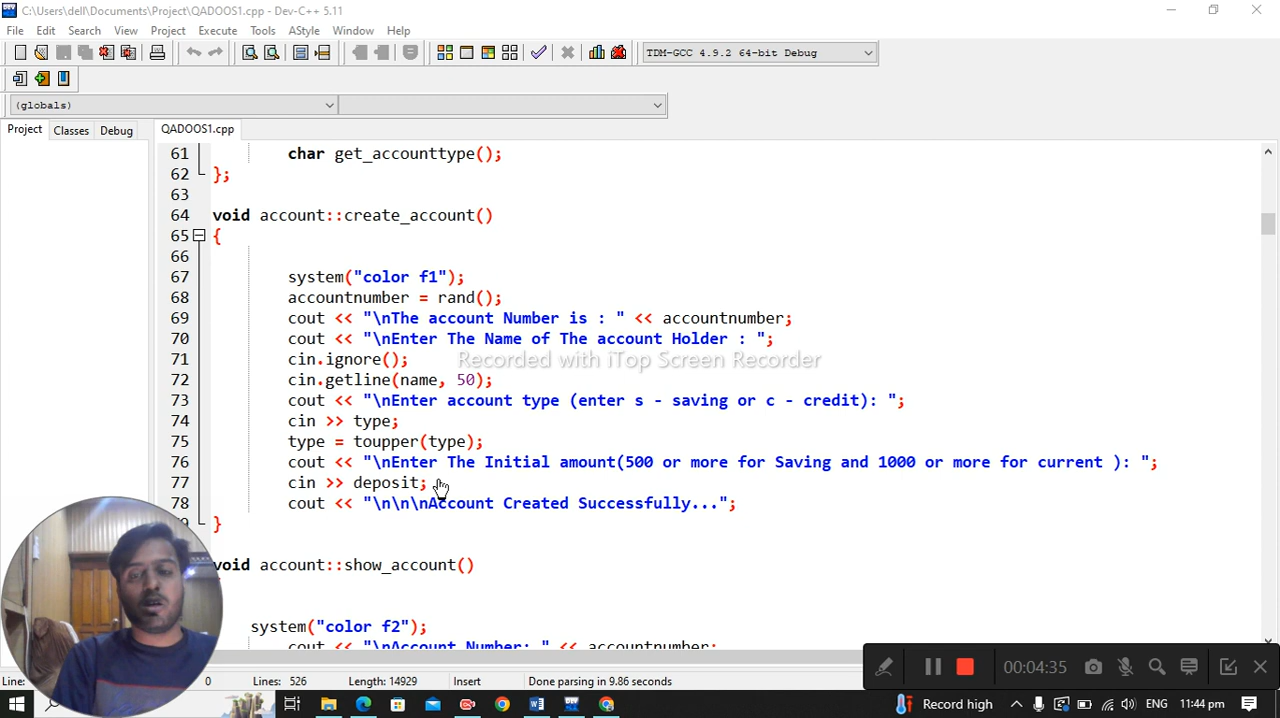 C:\Users\dell\Documents\Project\QADOOS1.cpp - Dev-C++ 5.11
File Edit Search View Project Execute Tools AStyle Window Help
TDM-GCC 4.9.2 64-bit Debug
(globals)
Project Classes Debug QADOOS1.cpp
61 char get_accounttype();
62 };
63
64 void account::create_account()
65 {
66
67 system("color f1");
68 accountnumber = rand();
69 cout << "\nThe account Number is : " << accountnumber;
70 cout << "\nEnter The Name of The account Holder : ";
71 cin.ignore();
Recorded with iTop Screen Recorder
72 cin.getline(name, 50);
73 cout << "\nEnter account type (enter s - saving or c - credit): ";
74 cin >> type;
75 type = toupper(type);
76 cout << "\nEnter The Initial amount(500 or more for Saving and 1000 or more for current ): ";
77 cin >> deposit;
78 cout << "\n\n\nAccount Created Successfully...";
}
void account::show_account()
system("color f2");
cout << "\nAccount Number: " << accountnumber;
00:04:35
Line: 0 Lines: 526 Length: 14929 Insert Done parsing in 9.86 seconds
Record high ENG 11:44 pm